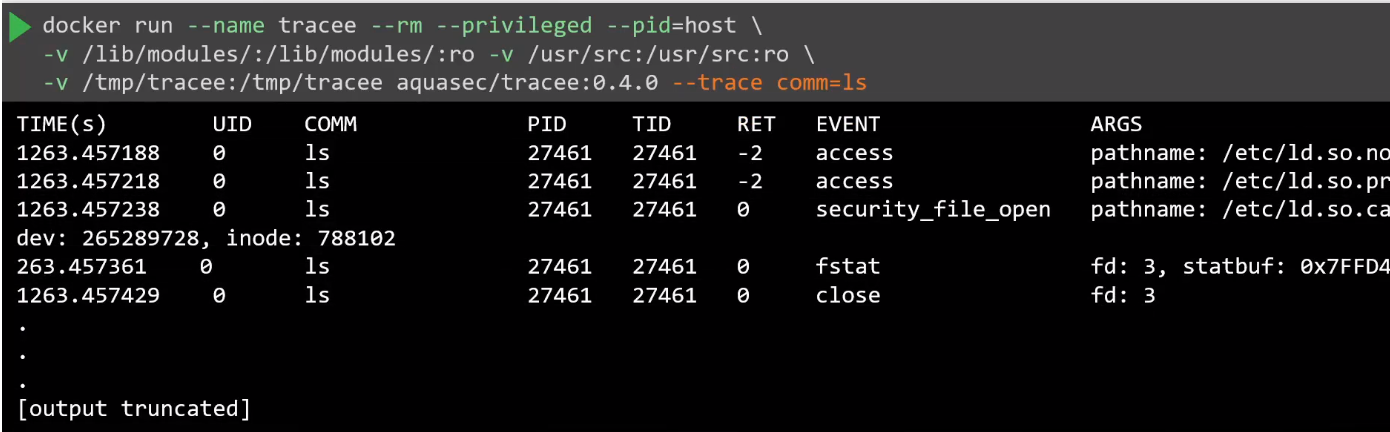 docker run --name tracee --rm --privileged --pid=host \
-v /lib/modules/:/lib/modules/:ro -v /usr/src:/usr/src:ro \
-v /tmp/tracee:/tmp/tracee aquasec/tracee:0.4.0 --trace comm=ls
TIME(s) UID COMM PID TID RET EVENT ARGS
1263.457188 0 ls 27461 27461 -2 access pathname: /etc/ld.so.no
1263.457218 0 ls 27461 27461 -2 access pathname: /etc/ld.so.pr
1263.457238 0 ls 27461 27461 0 security_file_open pathname: /etc/ld.so.ca
dev: 265289728, inode: 788102
263.457361 0 ls 27461 27461 0 fstat fd: 3, statbuf: 0x7FFD4
1263.457429 0 ls 27461 27461 0 close fd: 3
.
.
.
[output truncated]